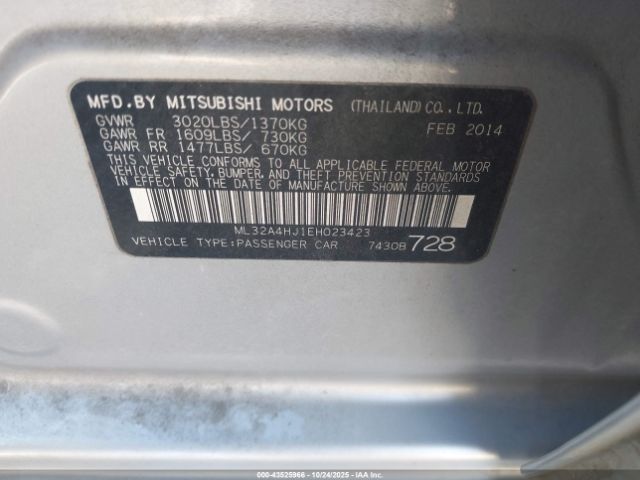 MFD.BY MITSUBISHI MOTORS (THAILAND) CO., LTD.
GVWR 3020LBS/1370KG FEB 2014
GAWR FR 1609LBS/ 730KG
GAWR RR 1477LBS/ 670KG
THIS VEHICLE CONFORMS TO ALL APPLICABLE FEDERAL MOTOR
VEHICLE SAFETY, BUMPER, AND THEFT PREVENTION STANDARDS
IN EFFECT ON THE DATE OF MANUFACTURE SHOWN ABOVE.
ML32A4HJ1EH023423
VEHICLE TYPE:PASSENGER CAR 7430B 728
000-43525966 - 10/24/2025 - IAAI.com